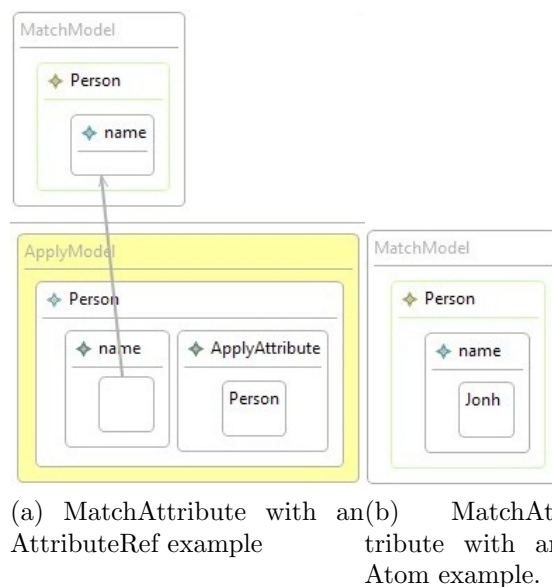 MatchModel
Person
name
ApplyModel
Person
name
ApplyAttribute
Person
MatchModel
Person
name
Jonh
(a) MatchAttribute with an
AttributeRef example
(b) MatchAt
tribute with an
Atom example.